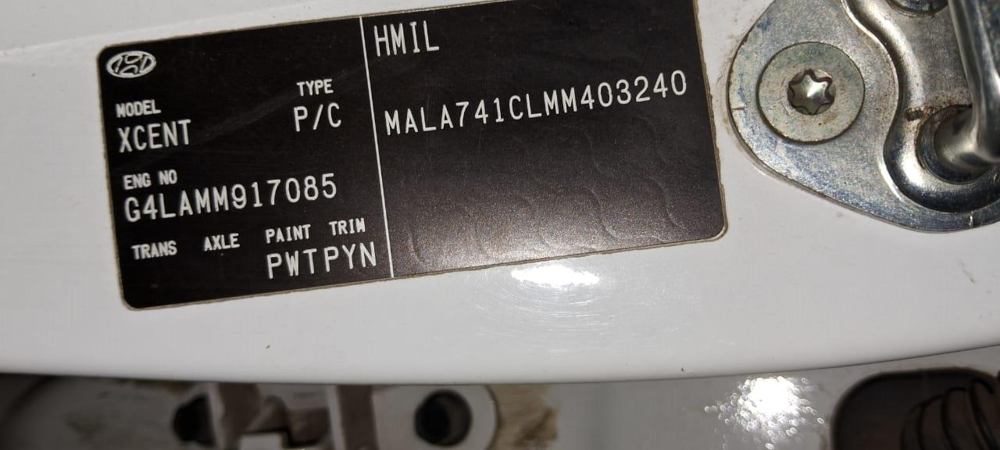 HMIL
MODEL TYPE
XCENT P/C
MALA741CLMM403240
ENG NO
G4LAMM917085
TRANS AXLE PAINT TRIM
PWTPYN